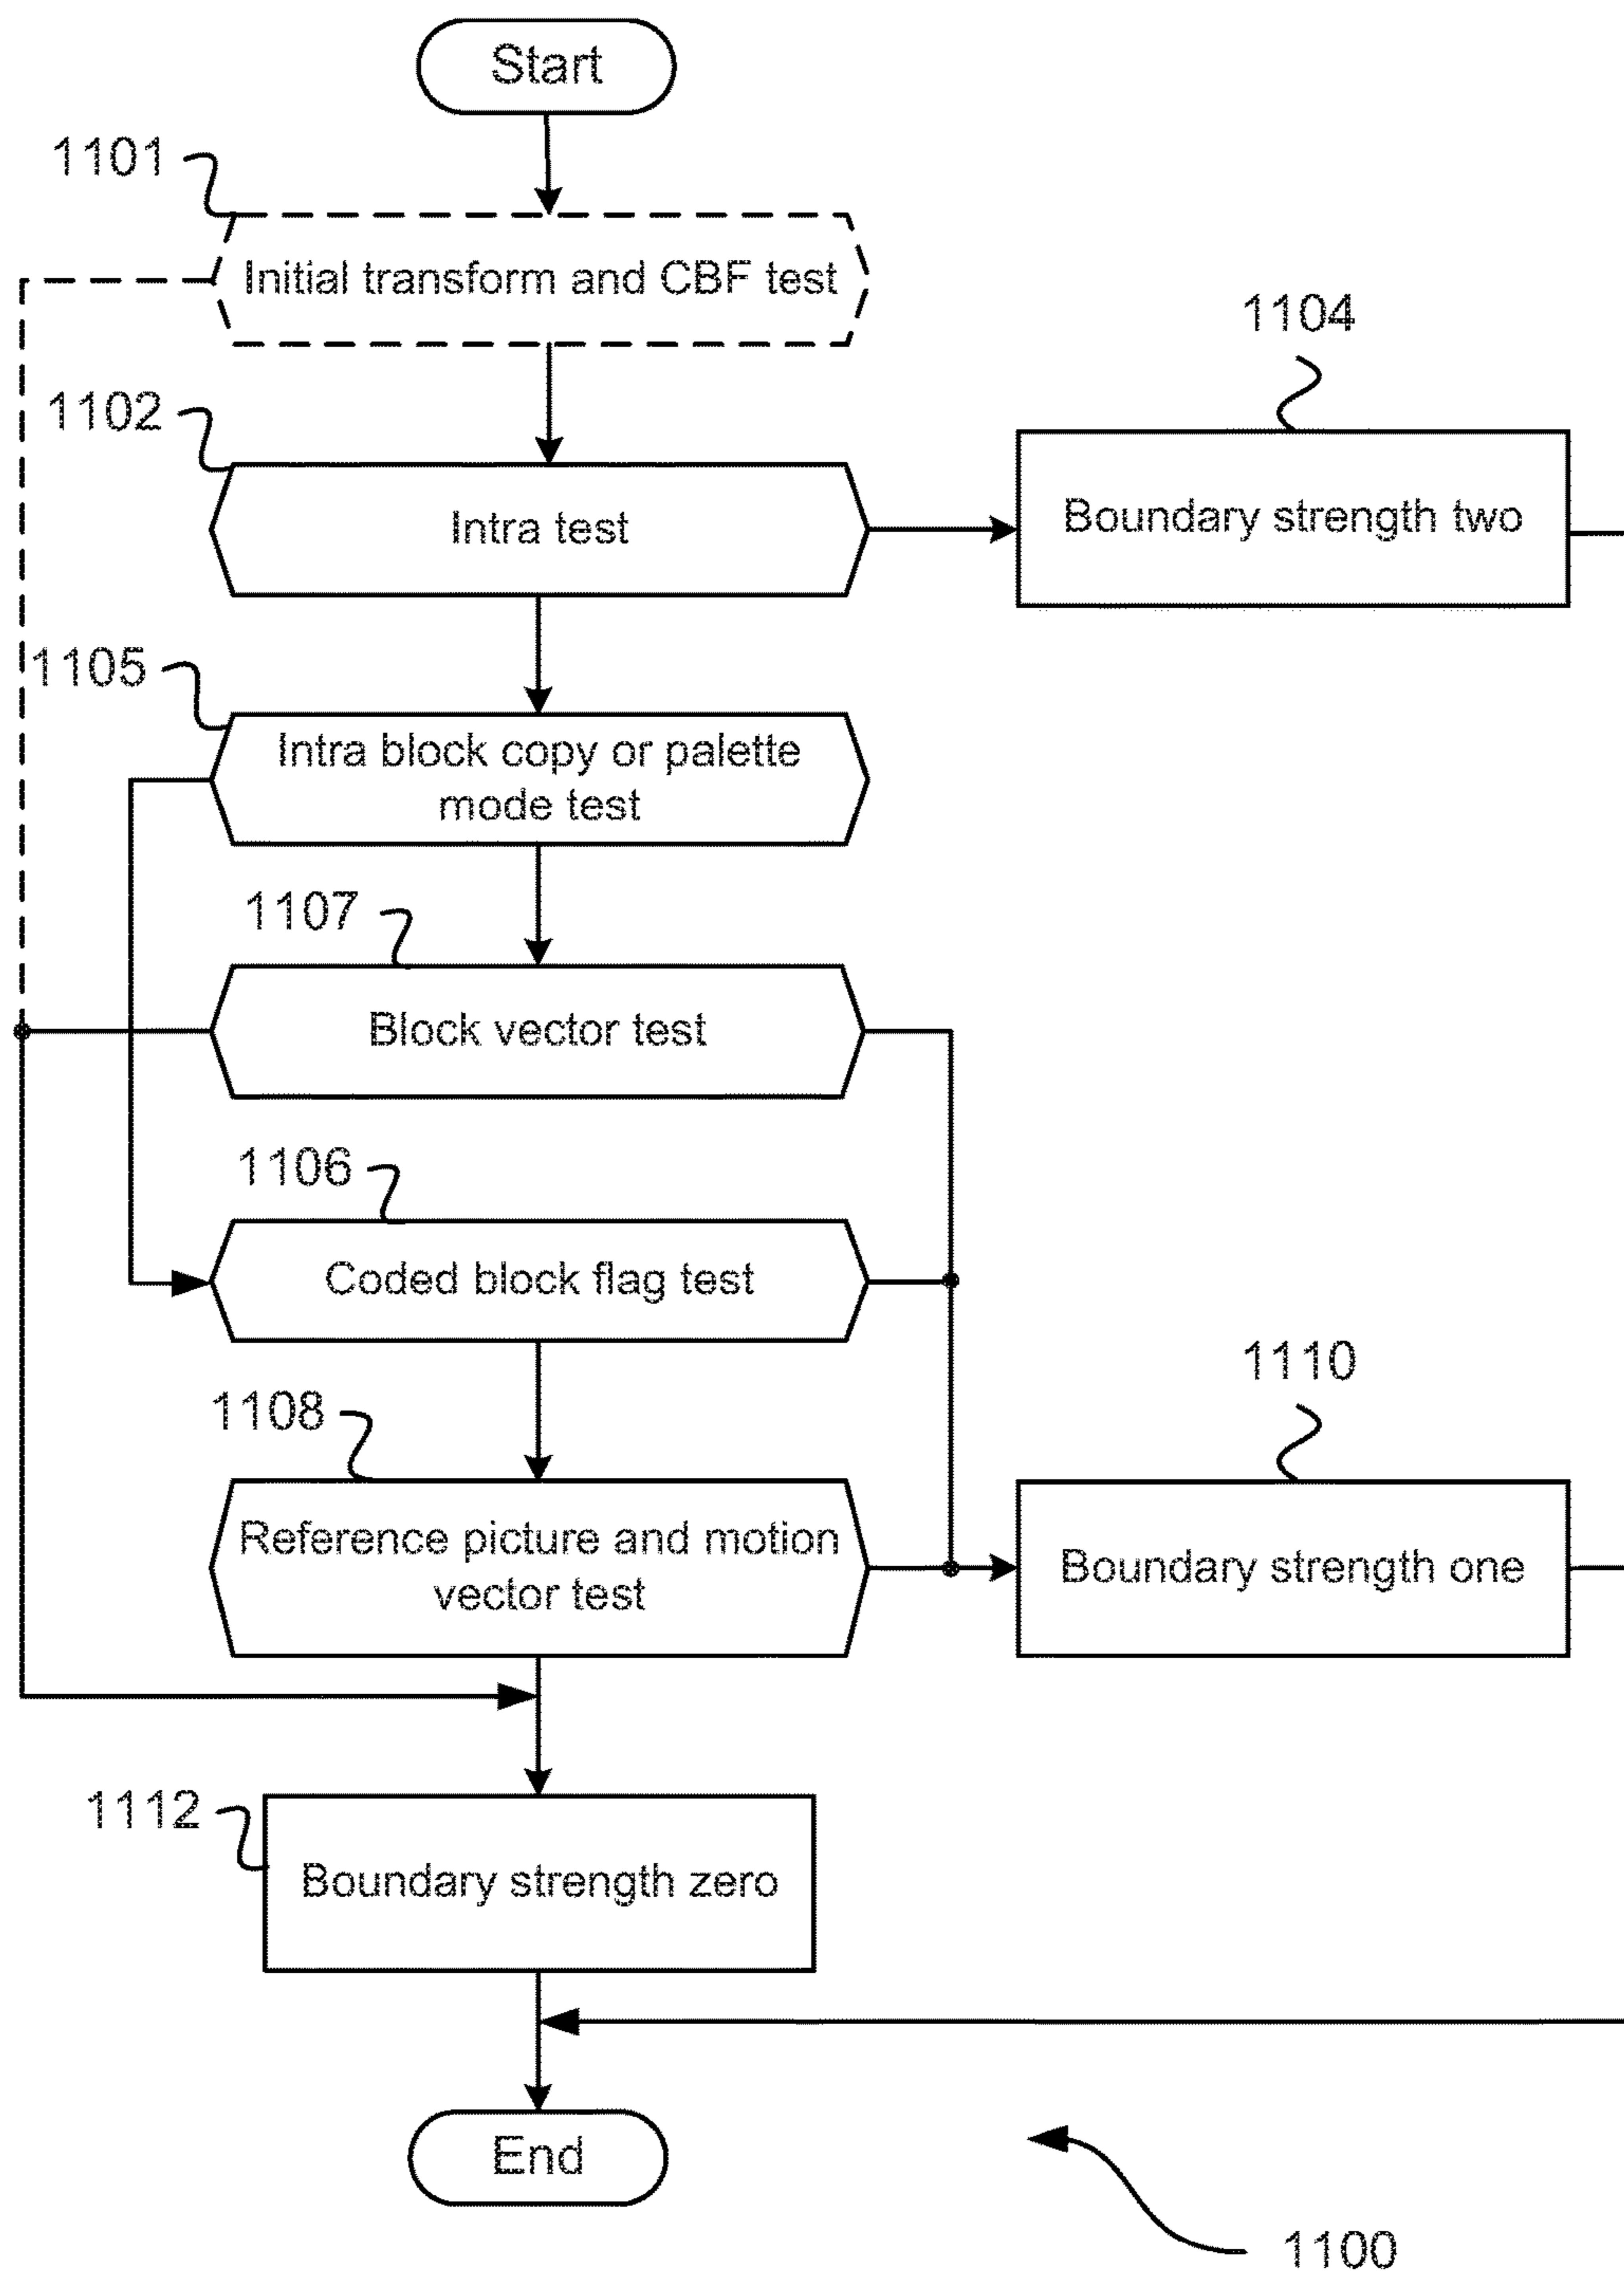 Start
1101
Initial transform and CBF test
1104
1102
Intra test
Boundary strength two
1105
Intra block copy or palette
mode test
1107
Block vector test
1106
Coded block flag test
1110
1108
Reference picture and motion
vector test
Boundary strength one
1112
Boundary strength zero
End
1100